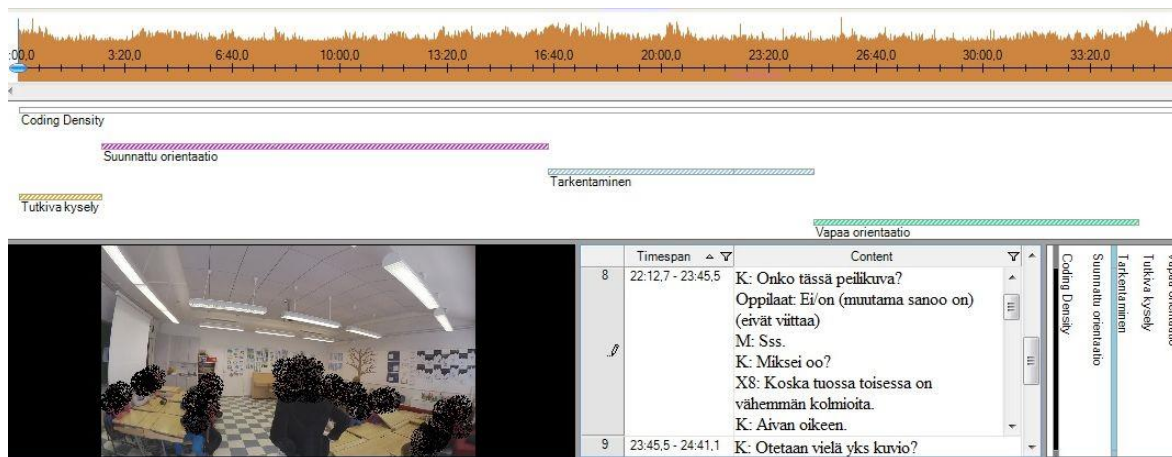 :00,0 3:20,0 6:40,0 10:00,0 13:20,0 16:40,0 20:00,0 23:20,0 26:40,0 30:00,0 33:20,0
Coding Density
Suunnattu orientaatio
Tarkentaminen
Tutkiva kysely
Vapaa orientaatio
Timespan Content
8 22:12,7 - 23:45,5 K: Onko tässä peilikuva?
Oppilaat: Ei/on (muutama sanoo on)
(eivät viittaa)
M: Sss.
K: Miksei oo?
X8: Koska tuossa toisessa on
vähemmän kolmioita.
K: Aivan oikeen.
9 23:45,5 - 24:41,1 K: Otetaan vielä yks kuvio?
Coding Density
Suunnattu orientaatio
Tarkentaminen
Tutkiva kysely